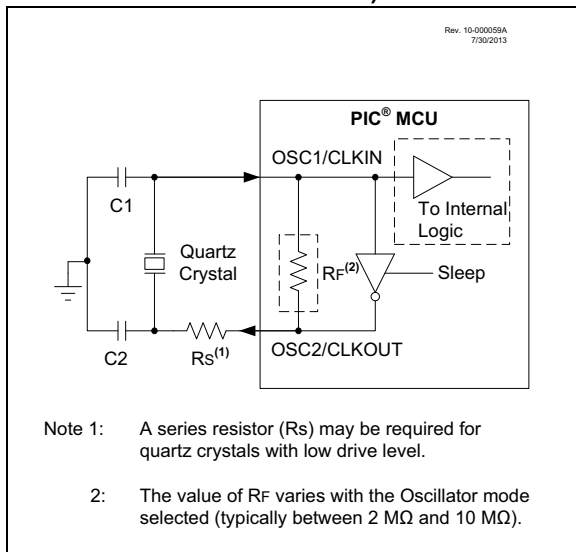 Rev. 10-000059A
7/30/2013
PIC® MCU
OSC1/CLKIN
C1
To Internal
Logic
Quartz
Crystal
RF(2)
Sleep
C2
RS(1)
OSC2/CLKOUT
Note 1: A series resistor (Rs) may be required for
quartz crystals with low drive level.
2: The value of RF varies with the Oscillator mode
selected (typically between 2 MΩ and 10 MΩ).